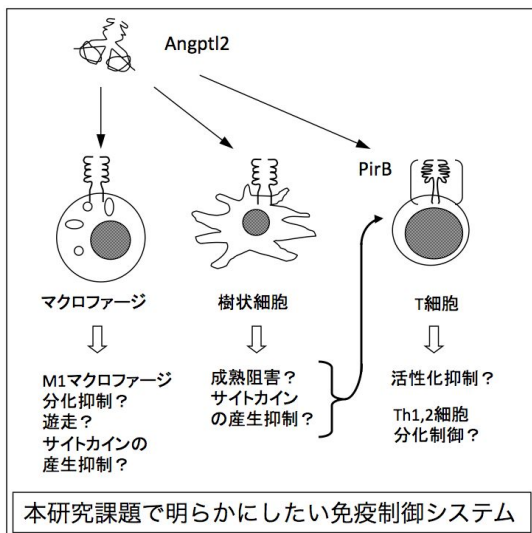 Angptl2
PirB
マクロファージ
樹状細胞
T細胞
M1マクロファージ
分化抑制？
遊走？
サイトカインの
産生抑制？
成熟阻害？
サイトカイン
の産生抑制？
活性化抑制？
Th1,2細胞
分化制御？
本研究課題で明らかにしたい免疫制御システム